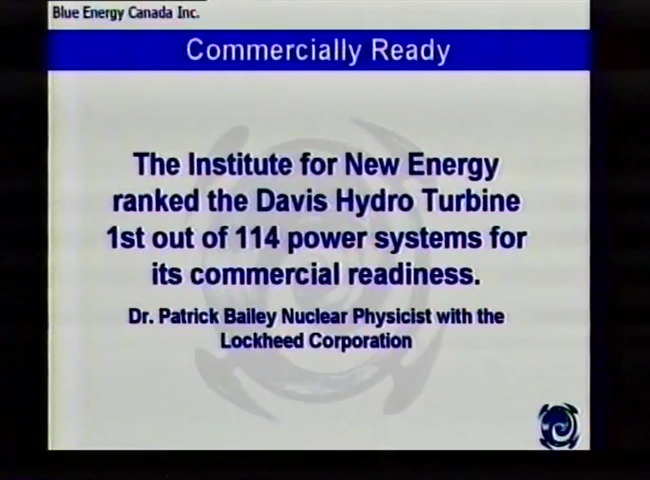 Blue Energy Canada Inc.
Commercially Ready
The Institute for New Energy
ranked the Davis Hydro Turbine
1st out of 114 power systems for
its commercial readiness.
Dr. Patrick Bailey Nuclear Physicist with the
Lockheed Corporation